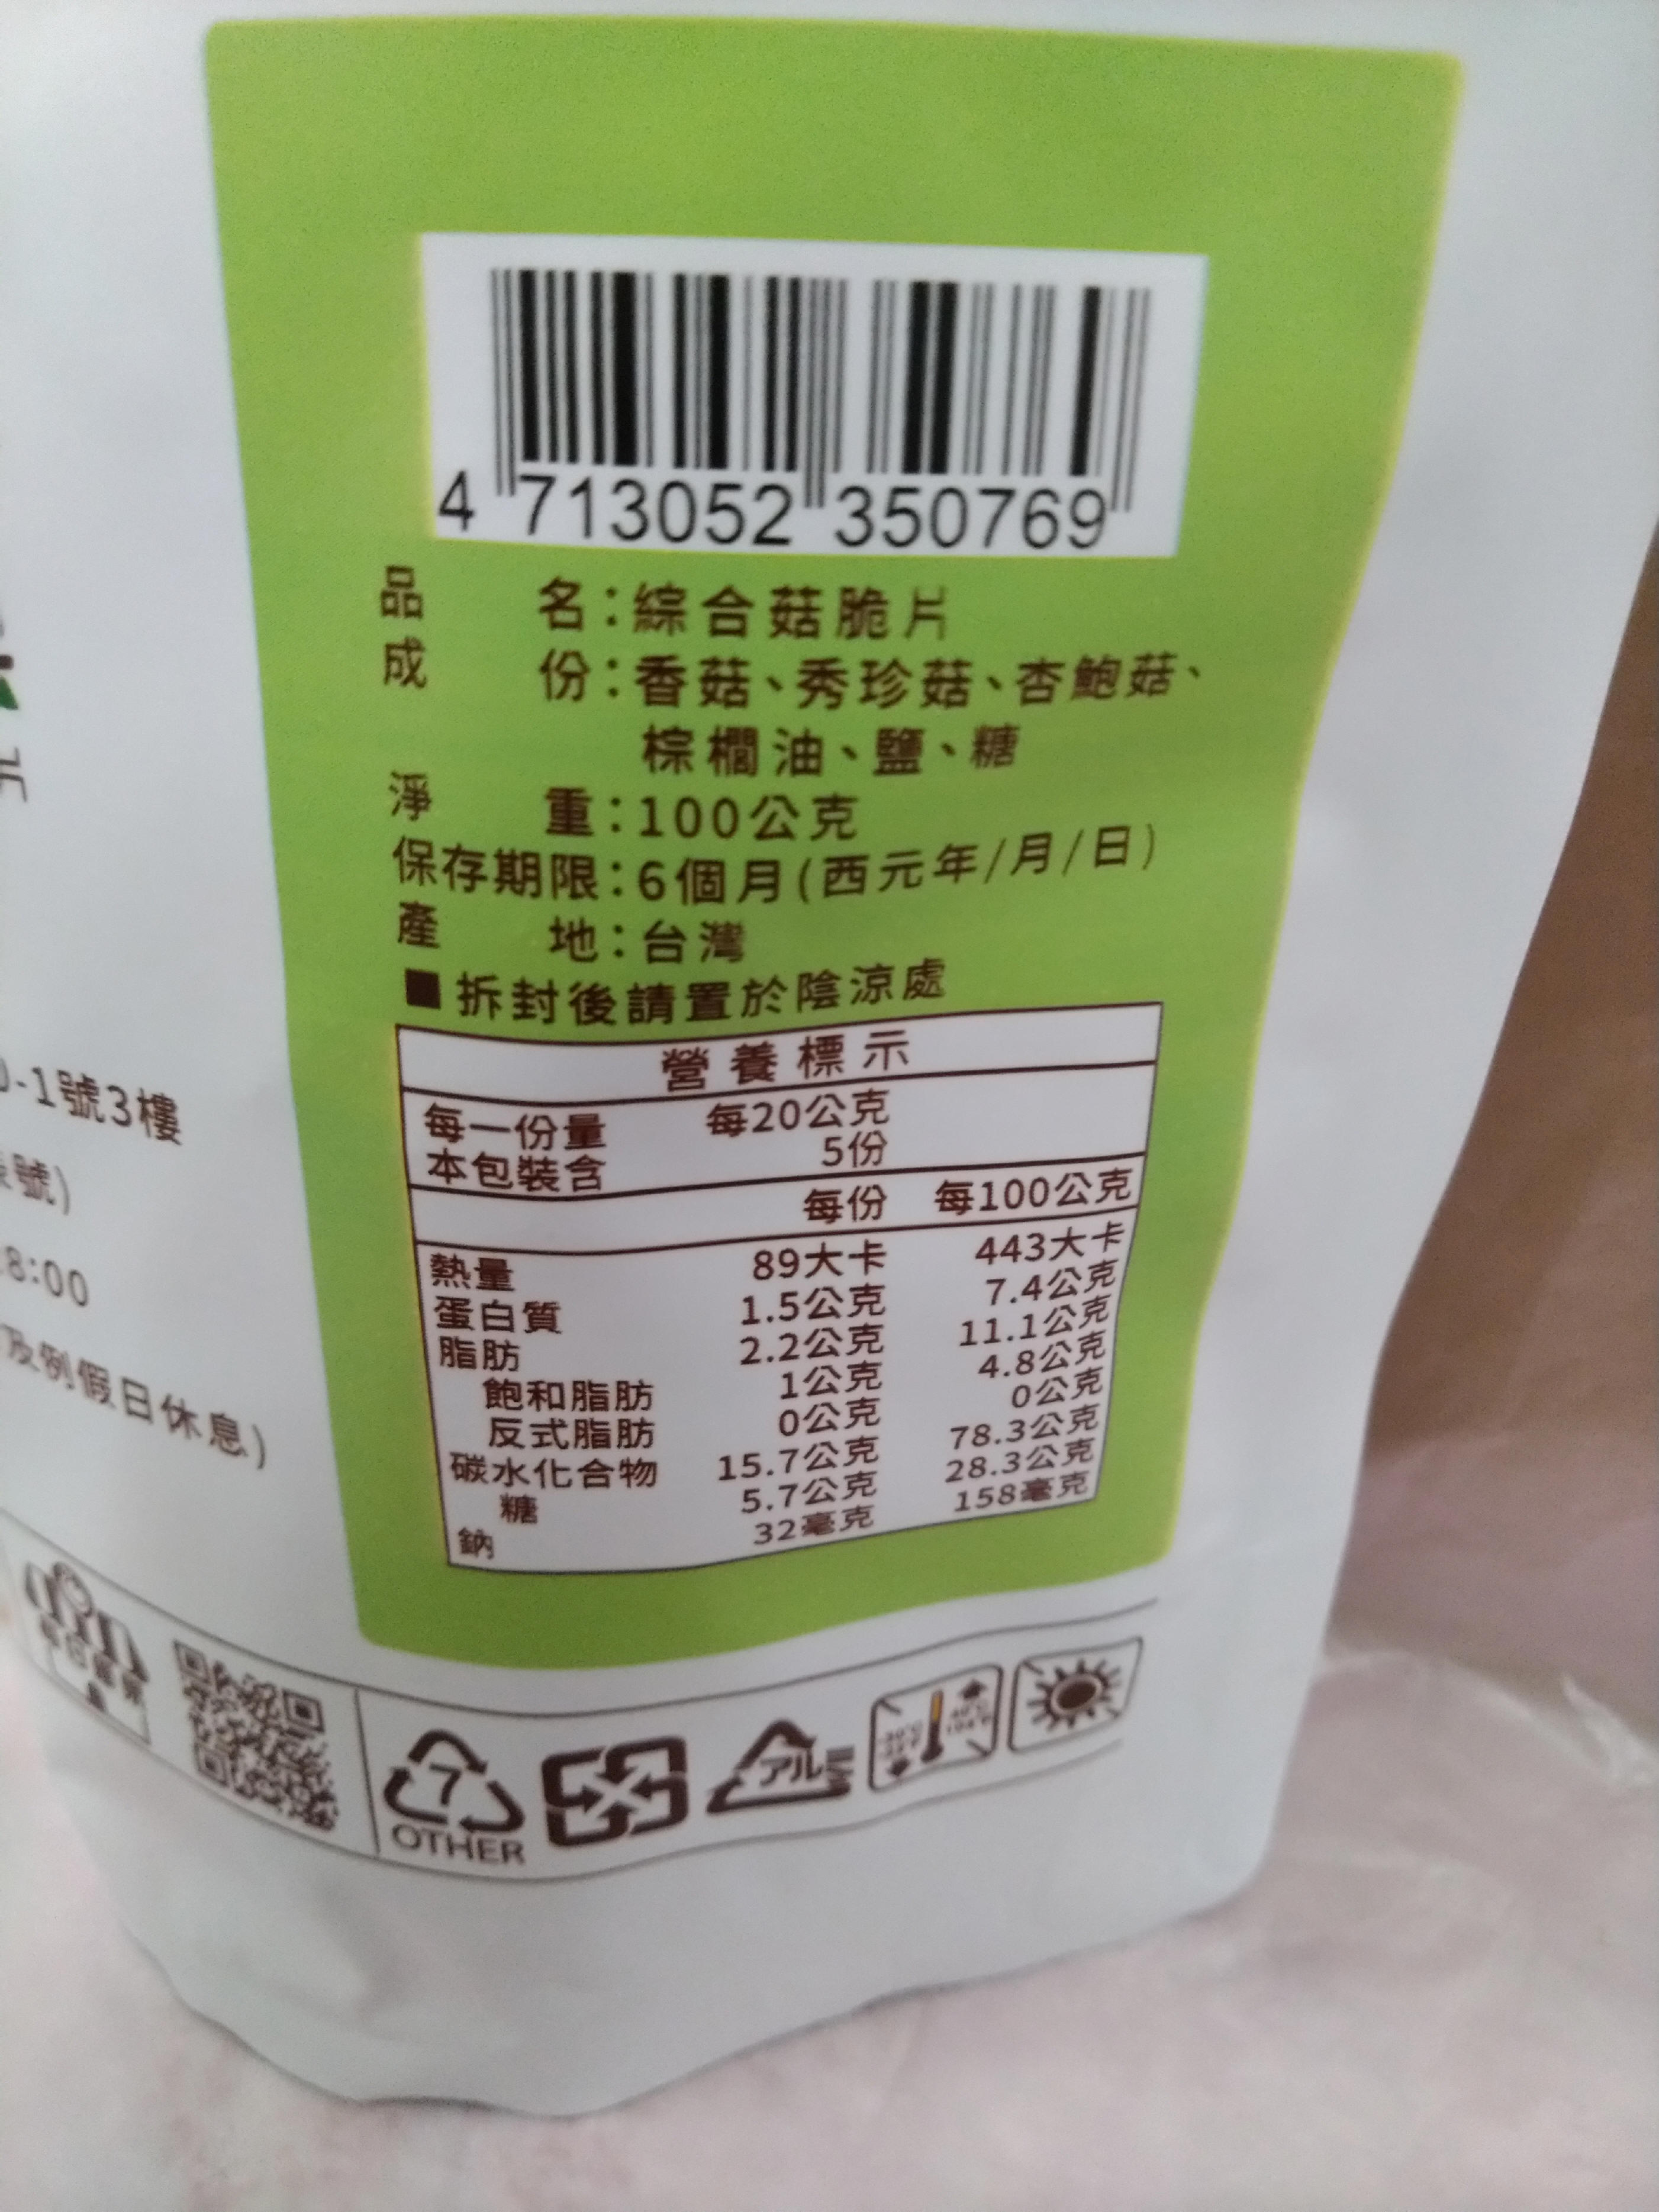 4 713052 350769
品 名：綜合菇脆片
成 份：香菇、秀珍菇、杏鮑菇、
棕櫚油、鹽、糖
淨 重：100公克
保存期限：6個月(西元年/月/日)
產 地：台灣
■拆封後請置於陰涼處
營養標示
每一份量 每20公克
本包裝含 5份
每份 每100公克
熱量 89大卡 443大卡
蛋白質 1.5公克 7.4公克
脂肪 2.2公克 11.1公克
飽和脂肪 1公克 4.8公克
反式脂肪 0公克 0公克
碳水化合物 15.7公克 78.3公克
糖 5.7公克 28.3公克
鈉 32毫克 158毫克
-1號3樓
號)
8:00
及例假日休息)
7
OTHER
アルミ